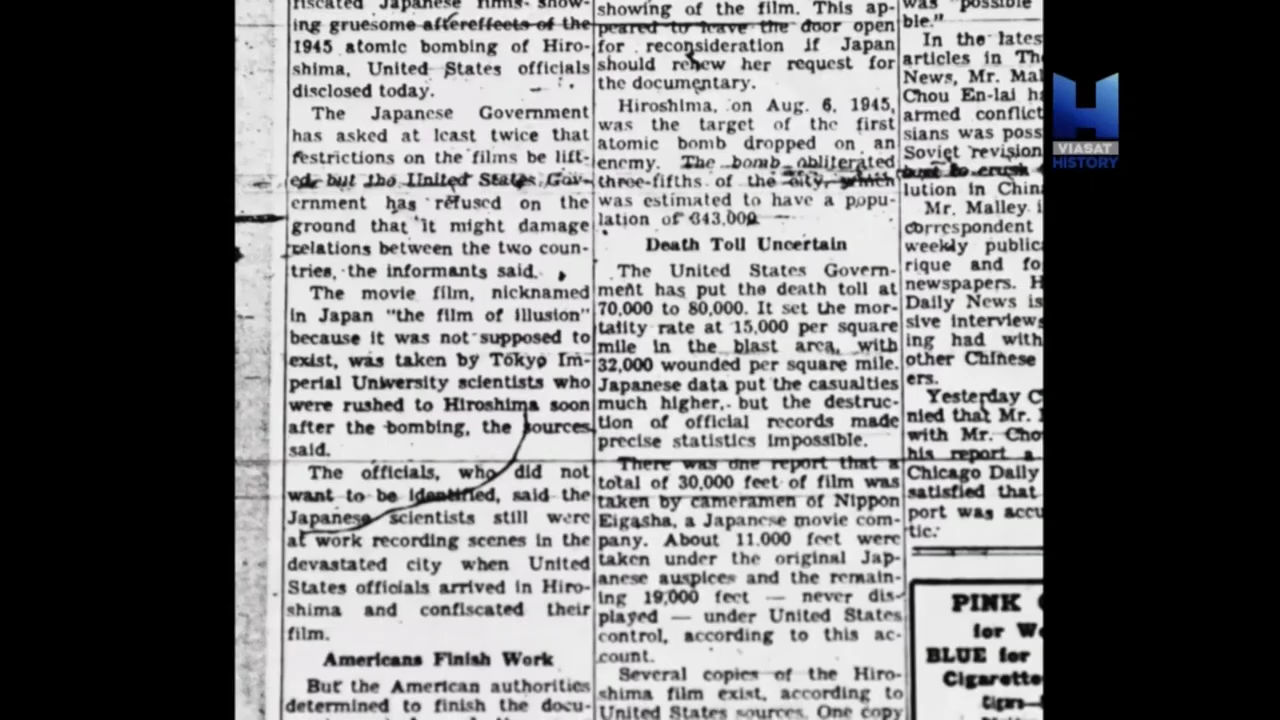 fiscated Japanese films show-
ing gruesome aftereffects of the
1945 atomic bombing of Hiro-
shima, United States officials
disclosed today.
The Japanese Government
has asked at least twice that
restrictions on the films be lift-
ed, but the United States Gov-
ernment has refused on the
ground that it might damage
relations between the two coun-
tries, the informants said.
The movie film, nicknamed
in Japan "the film of illusion"
because it was not supposed to
exist, was taken by Tokyo Im-
perial University scientists who
were rushed to Hiroshima soon
after the bombing, the sources
said.
The officials, who did not
want to be identified, said the
Japanese scientists still were
at work recording scenes in the
devastated city when United
States officials arrived in Hiro-
shima and confiscated their
film.
Americans Finish Work
But the American authorities
determined to finish the docu-
showing of the film. This ap-
peared to leave the door open
for reconsideration if Japan
should renew her request for
the documentary.
Hiroshima, on Aug. 6, 1945,
was the target of the first
atomic bomb dropped on an
enemy. The bomb obliterated
three-fifths of the city, which
was estimated to have a popu-
lation of 343,000.
Death Toll Uncertain
The United States Govern-
ment has put the death toll at
70,000 to 80,000. It set the mor-
tality rate at 15,000 per square
mile in the blast area, with
32,000 wounded per square mile.
Japanese data put the casualties
much higher, but the destruc-
tion of official records made
precise statistics impossible.
There was one report that a
total of 30,000 feet of film was
taken by cameramen of Nippon
Eigasha, a Japanese movie com-
pany. About 11,000 feet were
taken under the original Jap-
anese auspices and the remain-
ing 19,000 feet — never dis-
played — under United States
control, according to this ac-
count.
Several copies of the Hiro-
shima film exist, according to
United States sources. One copy
was "possible
ble."
In the lates
articles in Th
News, Mr. Mal
Chou En-lai h
armed conflict
sians was poss
Soviet revision
to crush
lution in Chin
Mr. Malley i
correspondent
weekly public
rique and fo
newspapers. H
Daily News is
sive interview
ing had with
other Chinese
ers.
Yesterday C
nied that Mr.
with Mr. Cho
his report a
Chicago Daily
satisfied that
port was accu
tic.
PINK
for W
BLUE for
Cigarette
VIASAT
HISTORY